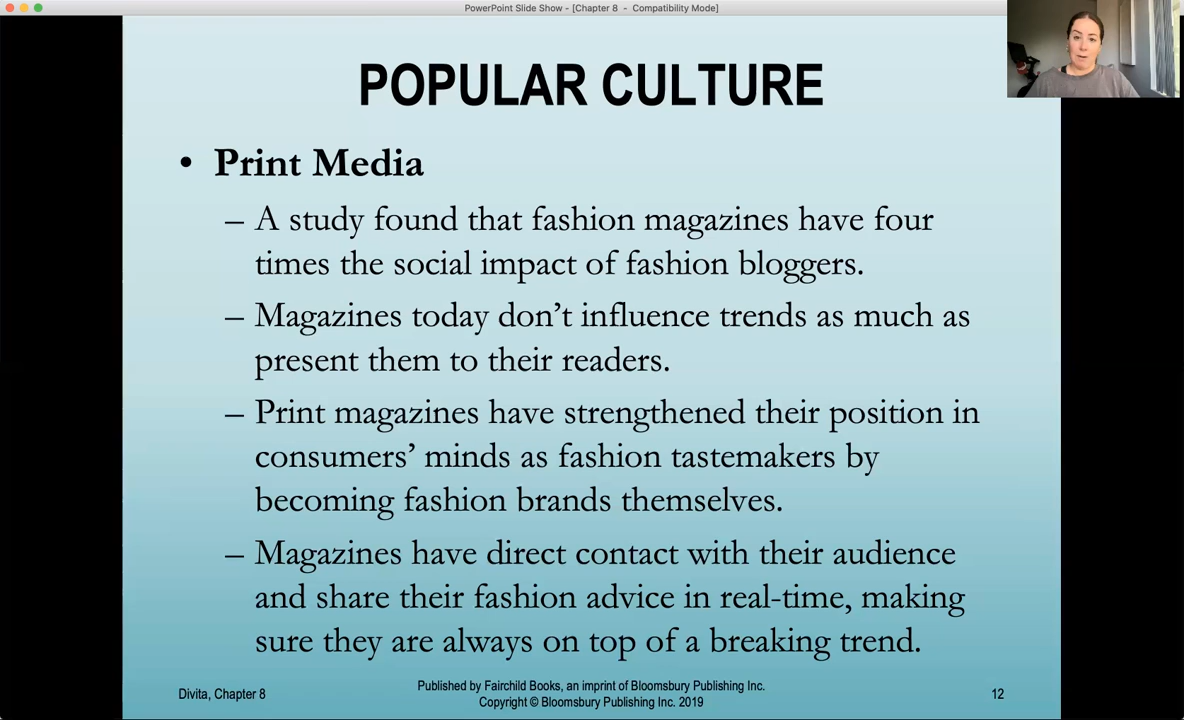 PowerPoint Slide Show - [Chapter 8 - Compatibility Mode]
POPULAR CULTURE
• Print Media
– A study found that fashion magazines have four
times the social impact of fashion bloggers.
– Magazines today don’t influence trends as much as
present them to their readers.
– Print magazines have strengthened their position in
consumers’ minds as fashion tastemakers by
becoming fashion brands themselves.
– Magazines have direct contact with their audience
and share their fashion advice in real-time, making
sure they are always on top of a breaking trend.
Divita, Chapter 8
Published by Fairchild Books, an imprint of Bloomsbury Publishing Inc.
Copyright © Bloomsbury Publishing Inc. 2019
12